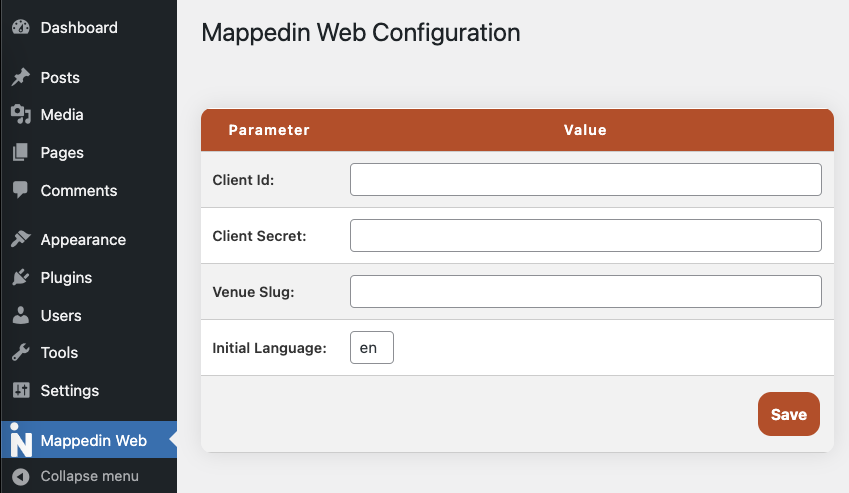 Dashboard
Posts
Media
Pages
Comments
Appearance
Plugins
Users
Tools
Settings
Mappedin Web
Collapse menu
Mappedin Web Configuration
Parameter Value
Client Id:
Client Secret:
Venue Slug:
Initial Language: en
Save